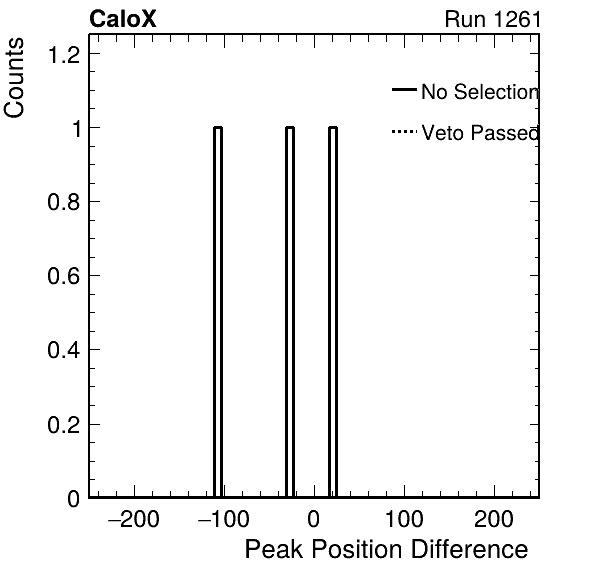 CaloX Run 1261
Counts
1.2
1
0.8
0.6
0.4
0.2
0
No Selection
Veto Passed
−200 −100 0 100 200
Peak Position Difference